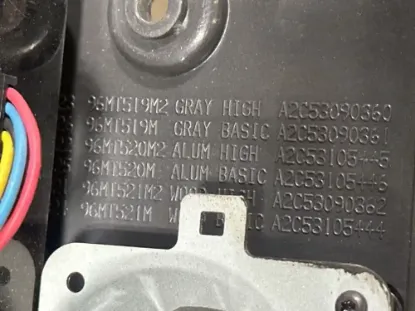 96MT519M2 GRAY HIGH A2C53090360
96MT519M GRAY BASIC A2C53090361
96MT520M2 ALUM HIGH A2C53105445
96MT520M ALUM BASIC A2C53105446
96MT521M2 HIGH A2C53090362
96MT521M BASIC A2C53105444